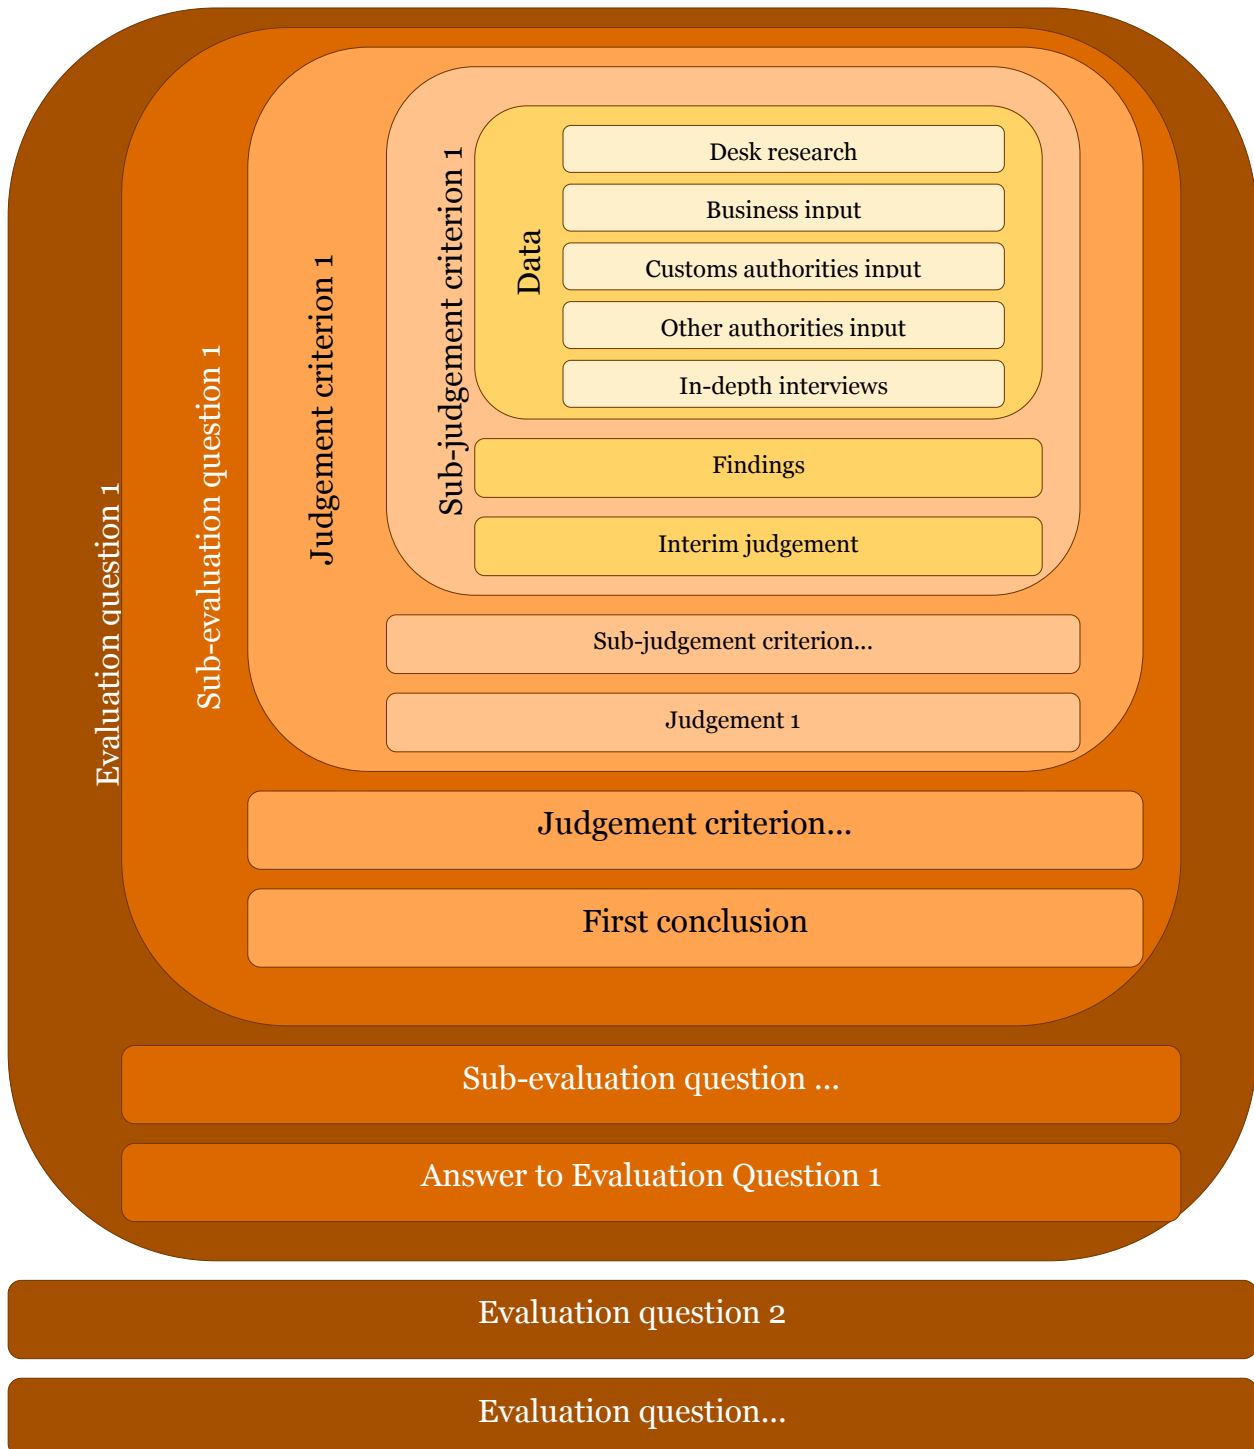 Evaluation question 1
Sub-evaluation question 1
Judgement criterion 1
Sub-judgement criterion 1
Data
Desk research
Business input
Customs authorities input
Other authorities input
In-depth interviews
Findings
Interim judgement
Sub-judgement criterion...
Judgement 1
Judgement criterion...
First conclusion
Sub-evaluation question ...
Answer to Evaluation Question 1
Evaluation question 2
Evaluation question...